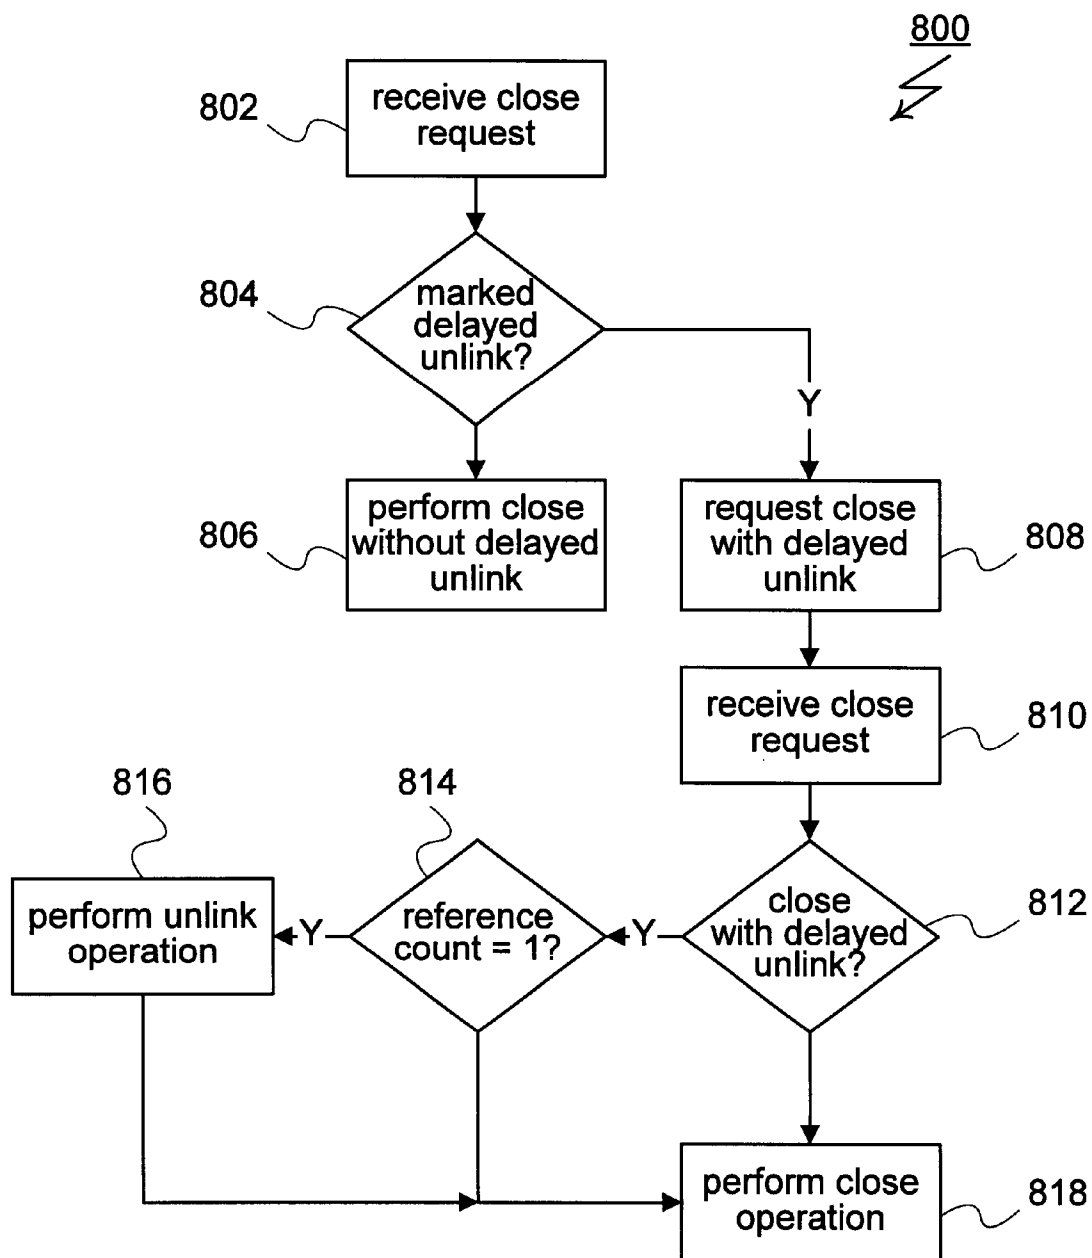 800
802
receive close
request
804
marked
delayed
unlink?
Y
806
perform close
without delayed
unlink
request close
with delayed
unlink
808
receive close
request
810
816
814
perform unlink
operation
Y
reference
count = 1?
Y
close
with delayed
unlink?
812
perform close
operation
818